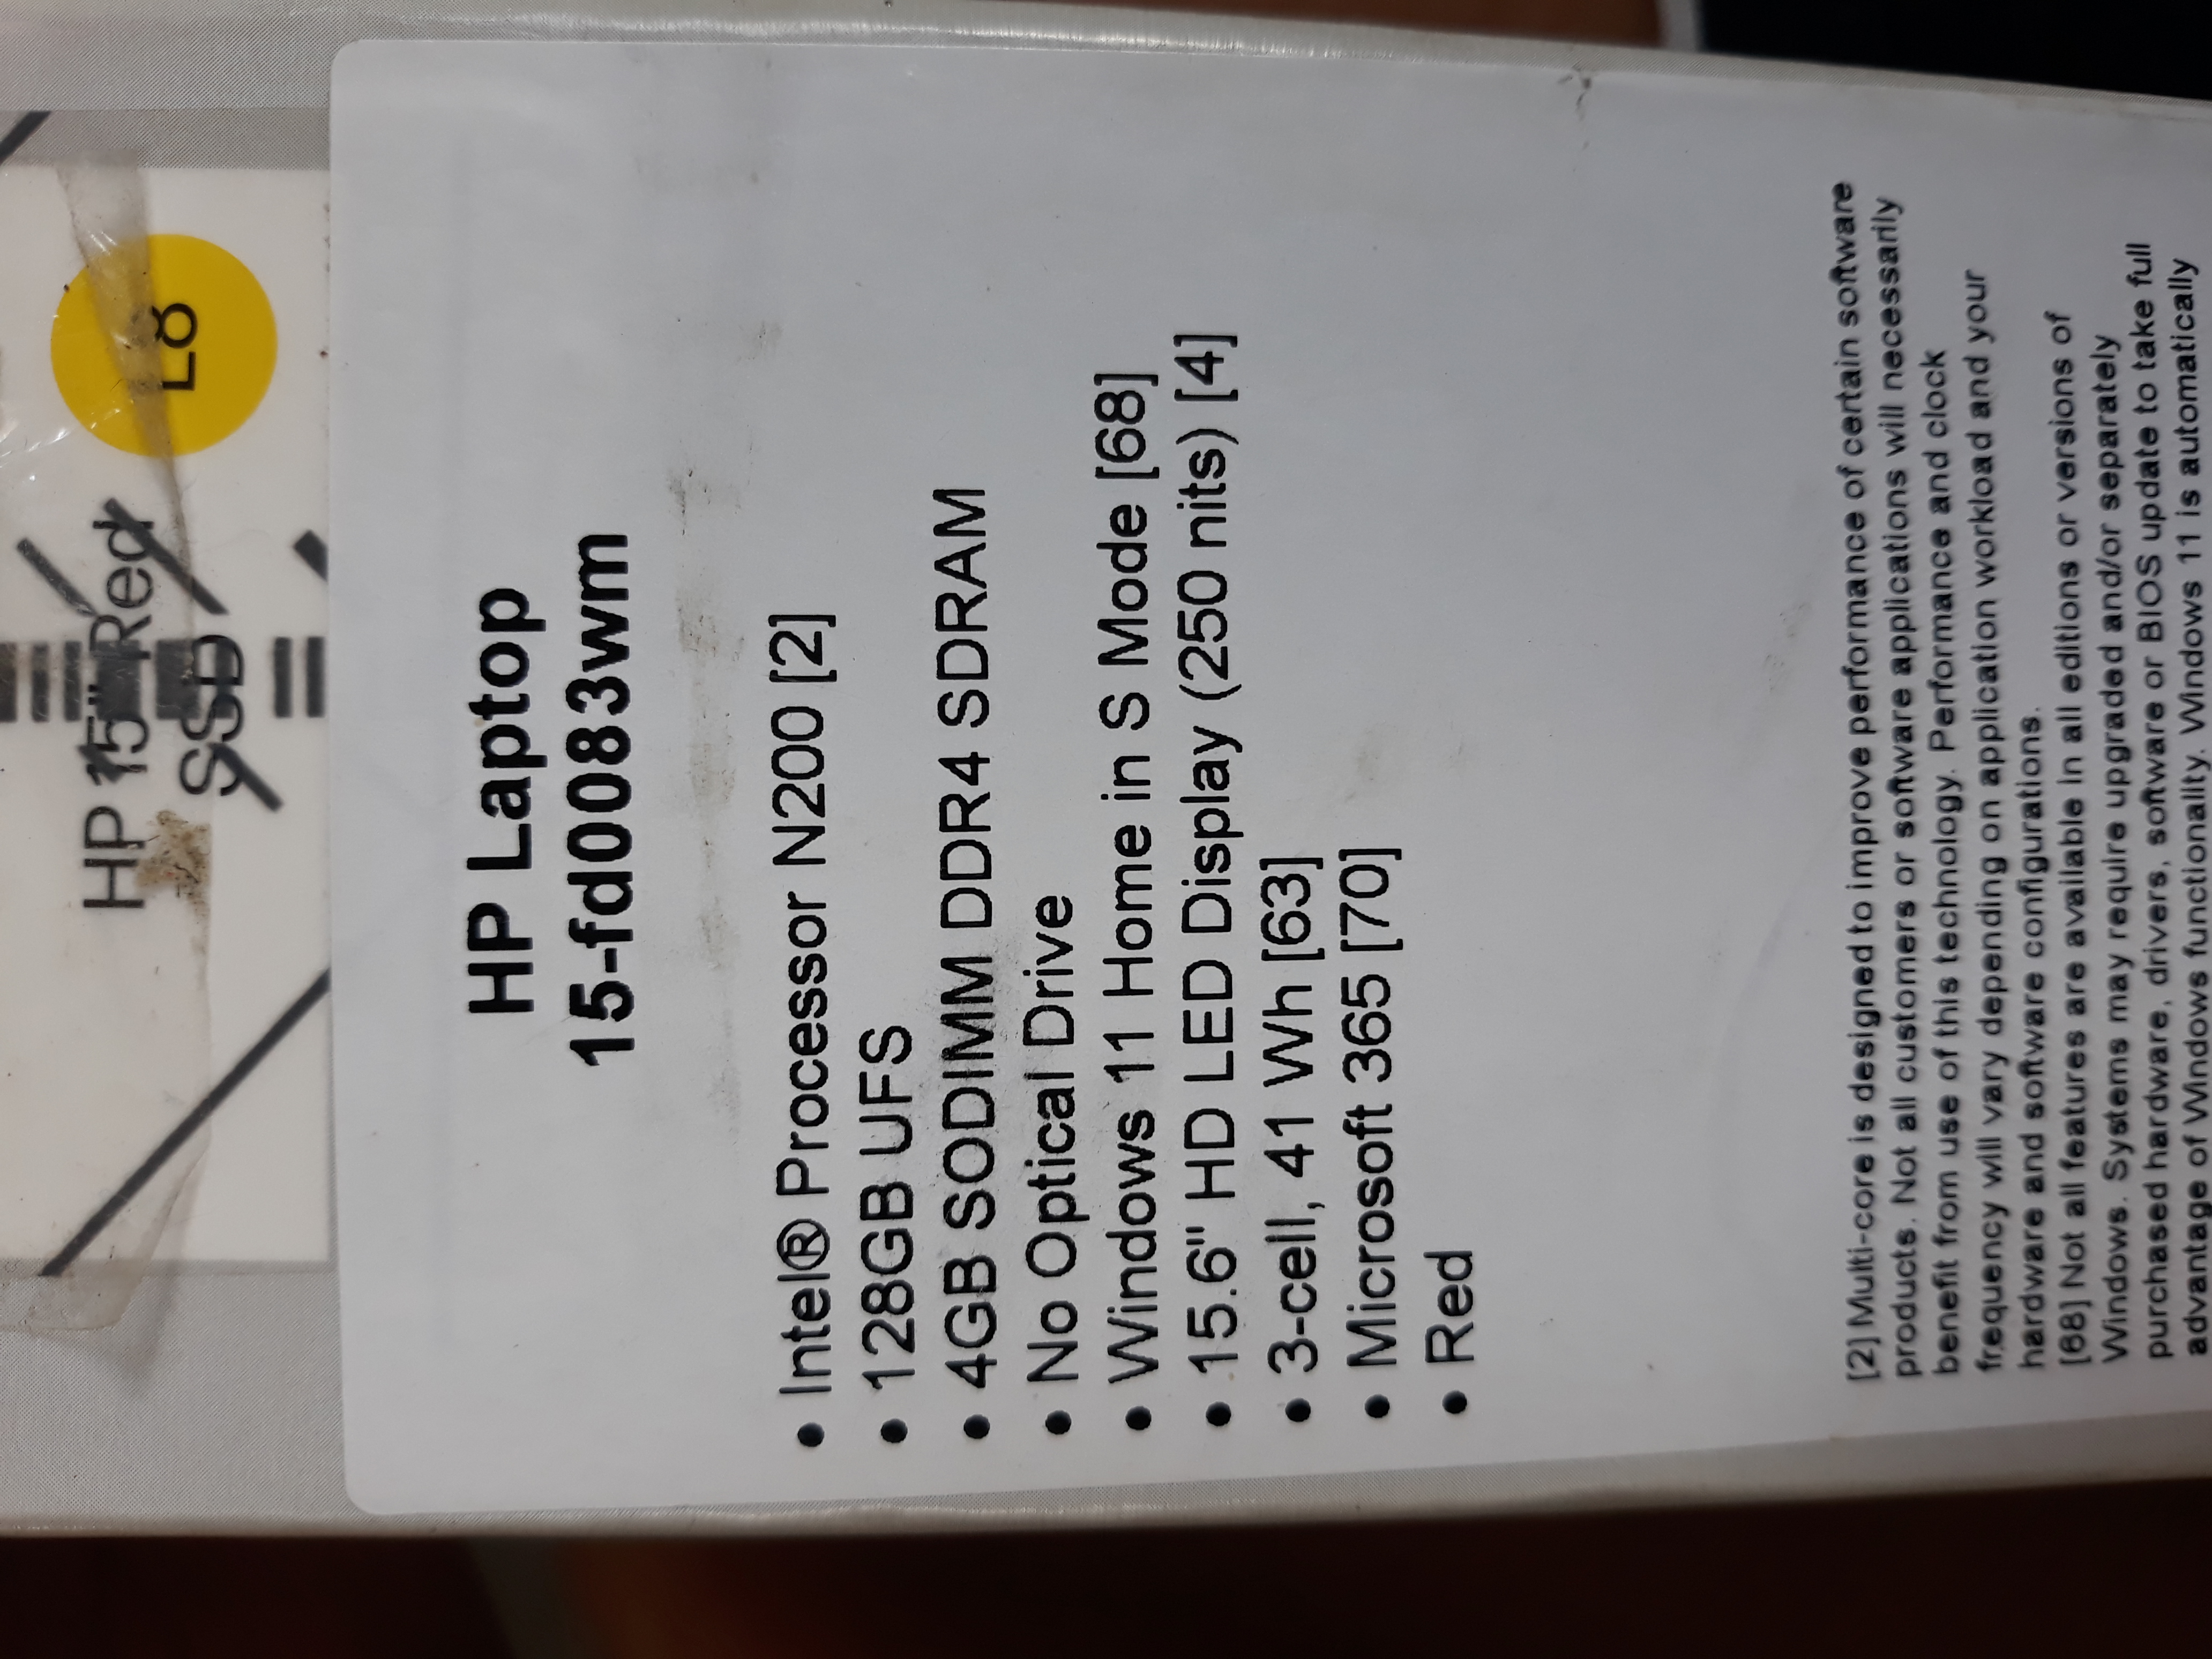 HP 15" Red
SSD
L8
HP Laptop
15-fd0083wm
• Intel® Processor N200 [2]
• 128GB UFS
• 4GB SODIMM DDR4 SDRAM
• No Optical Drive
• Windows 11 Home in S Mode [68]
• 15.6" HD LED Display (250 nits) [4]
• 3-cell, 41 Wh [63]
• Microsoft 365 [70]
• Red
[2] Multi-core is designed to improve performance of certain software
products. Not all customers or software applications will necessarily
benefit from use of this technology. Performance and clock
frequency will vary depending on application workload and your
hardware and software configurations.
[68] Not all features are available in all editions or versions of
Windows. Systems may require upgraded and/or separately
purchased hardware, drivers, software or BIOS update to take full
advantage of Windows functionality. Windows 11 is automatically